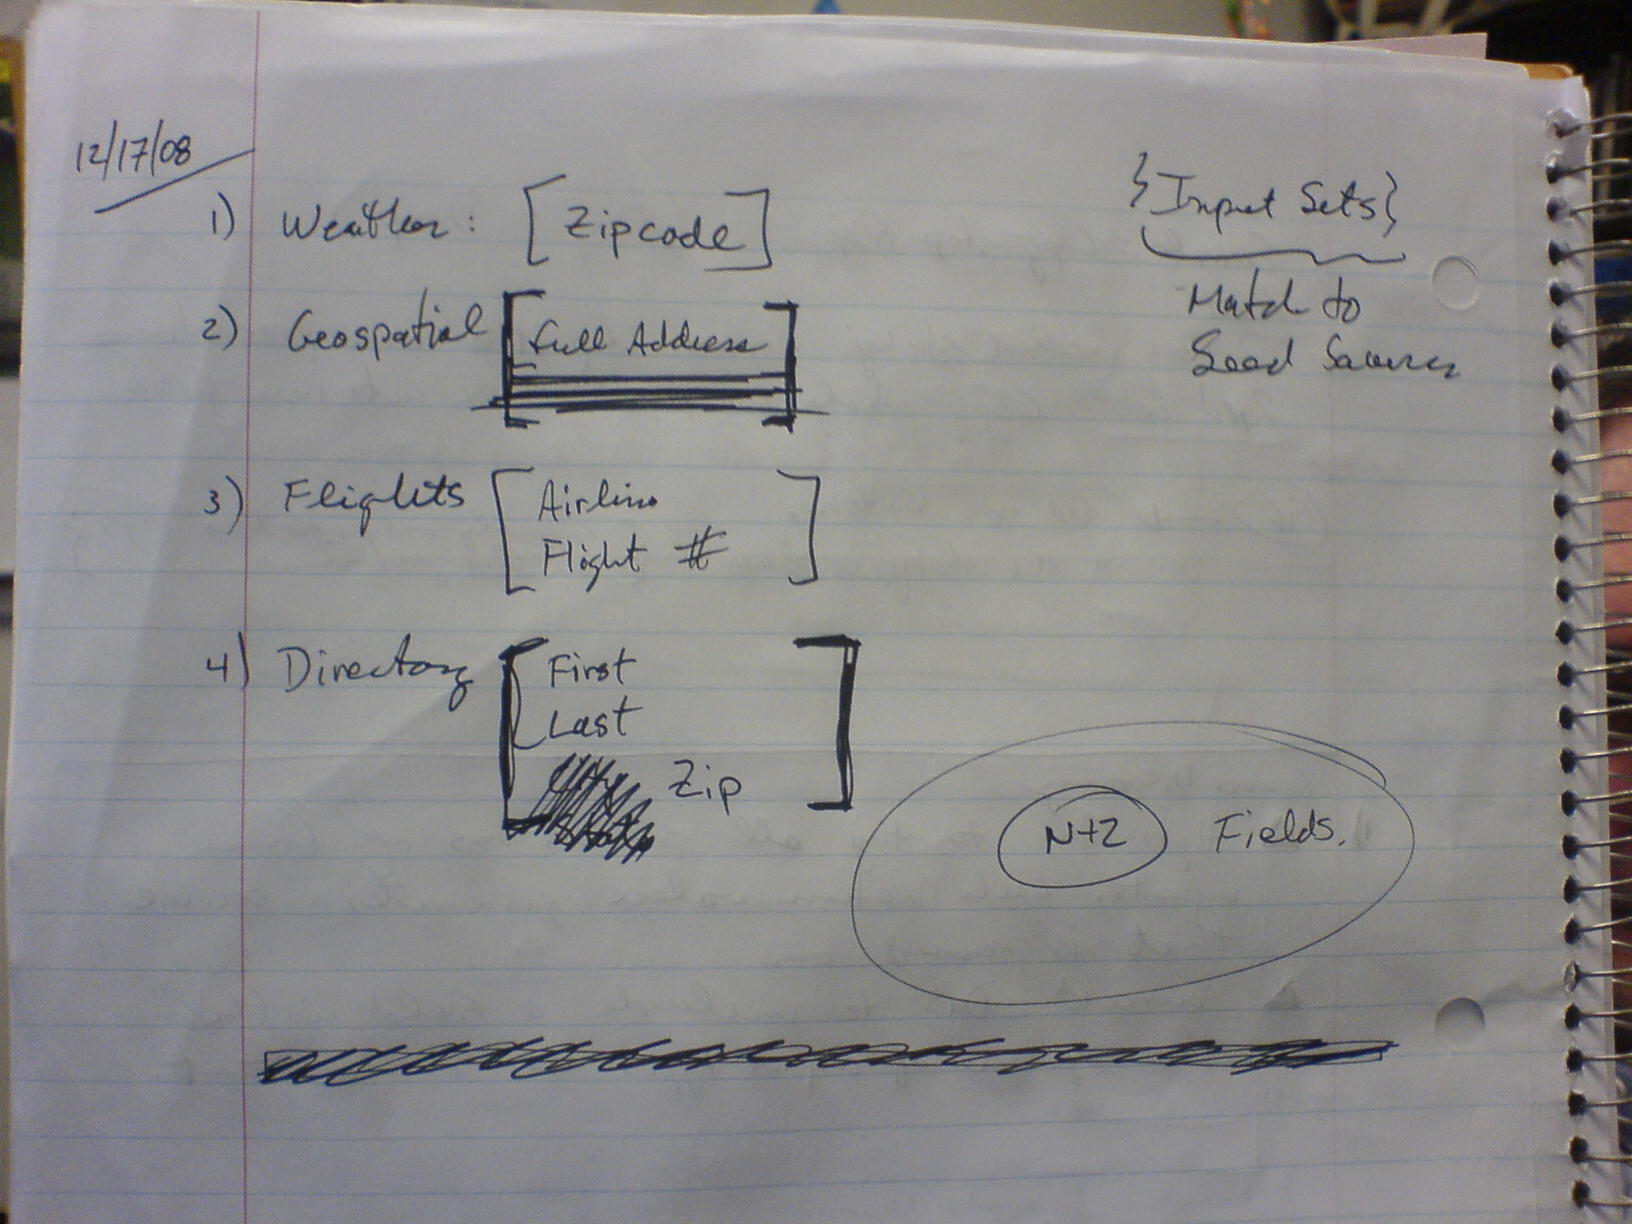 12/17/08
1) Weather: [Zipcode]
{Input Sets}
Match to
Seed Sources
2) Geospatial [Full Address]
3) Flights [Airline
Flight #]
4) Directory [First
Last
Zip]
N+2 Fields.